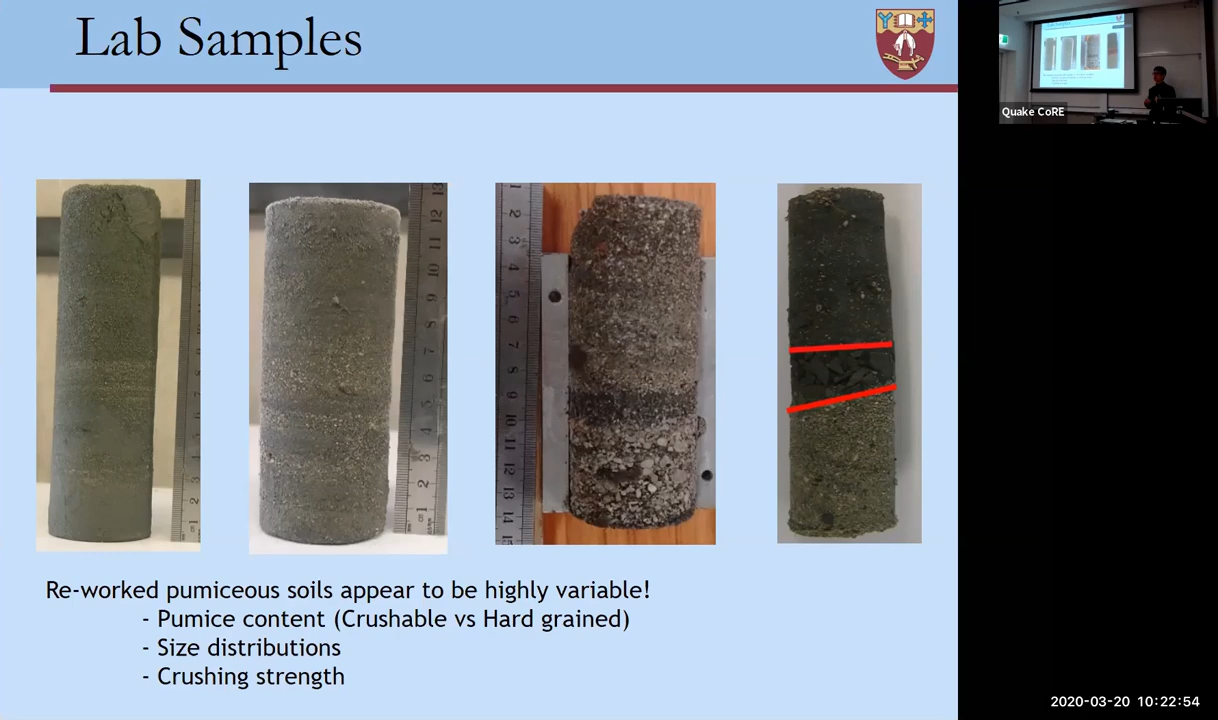 Lab Samples
Quake CoRE
Re-worked pumiceous soils appear to be highly variable!
- Pumice content (Crushable vs Hard grained)
- Size distributions
- Crushing strength
2020-03-20 10:22:54